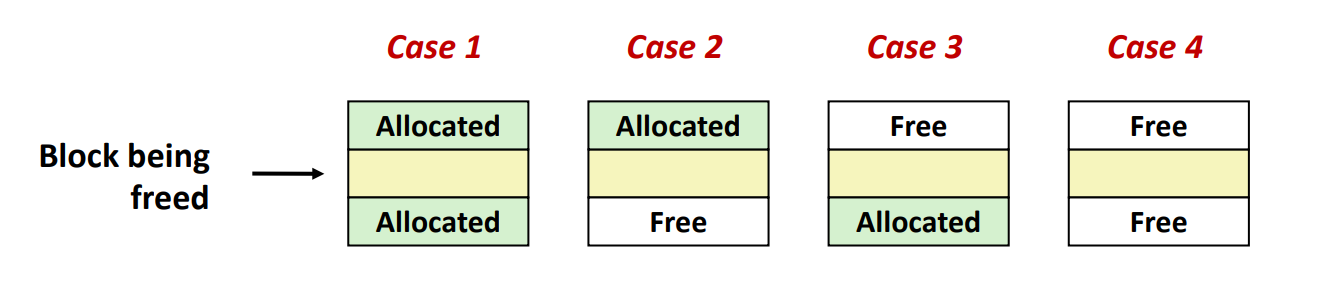 Case 1
Case 2
Case 3
Case 4
Block being
freed
Allocated
Allocated
Allocated
Free
Free
Allocated
Free
Free